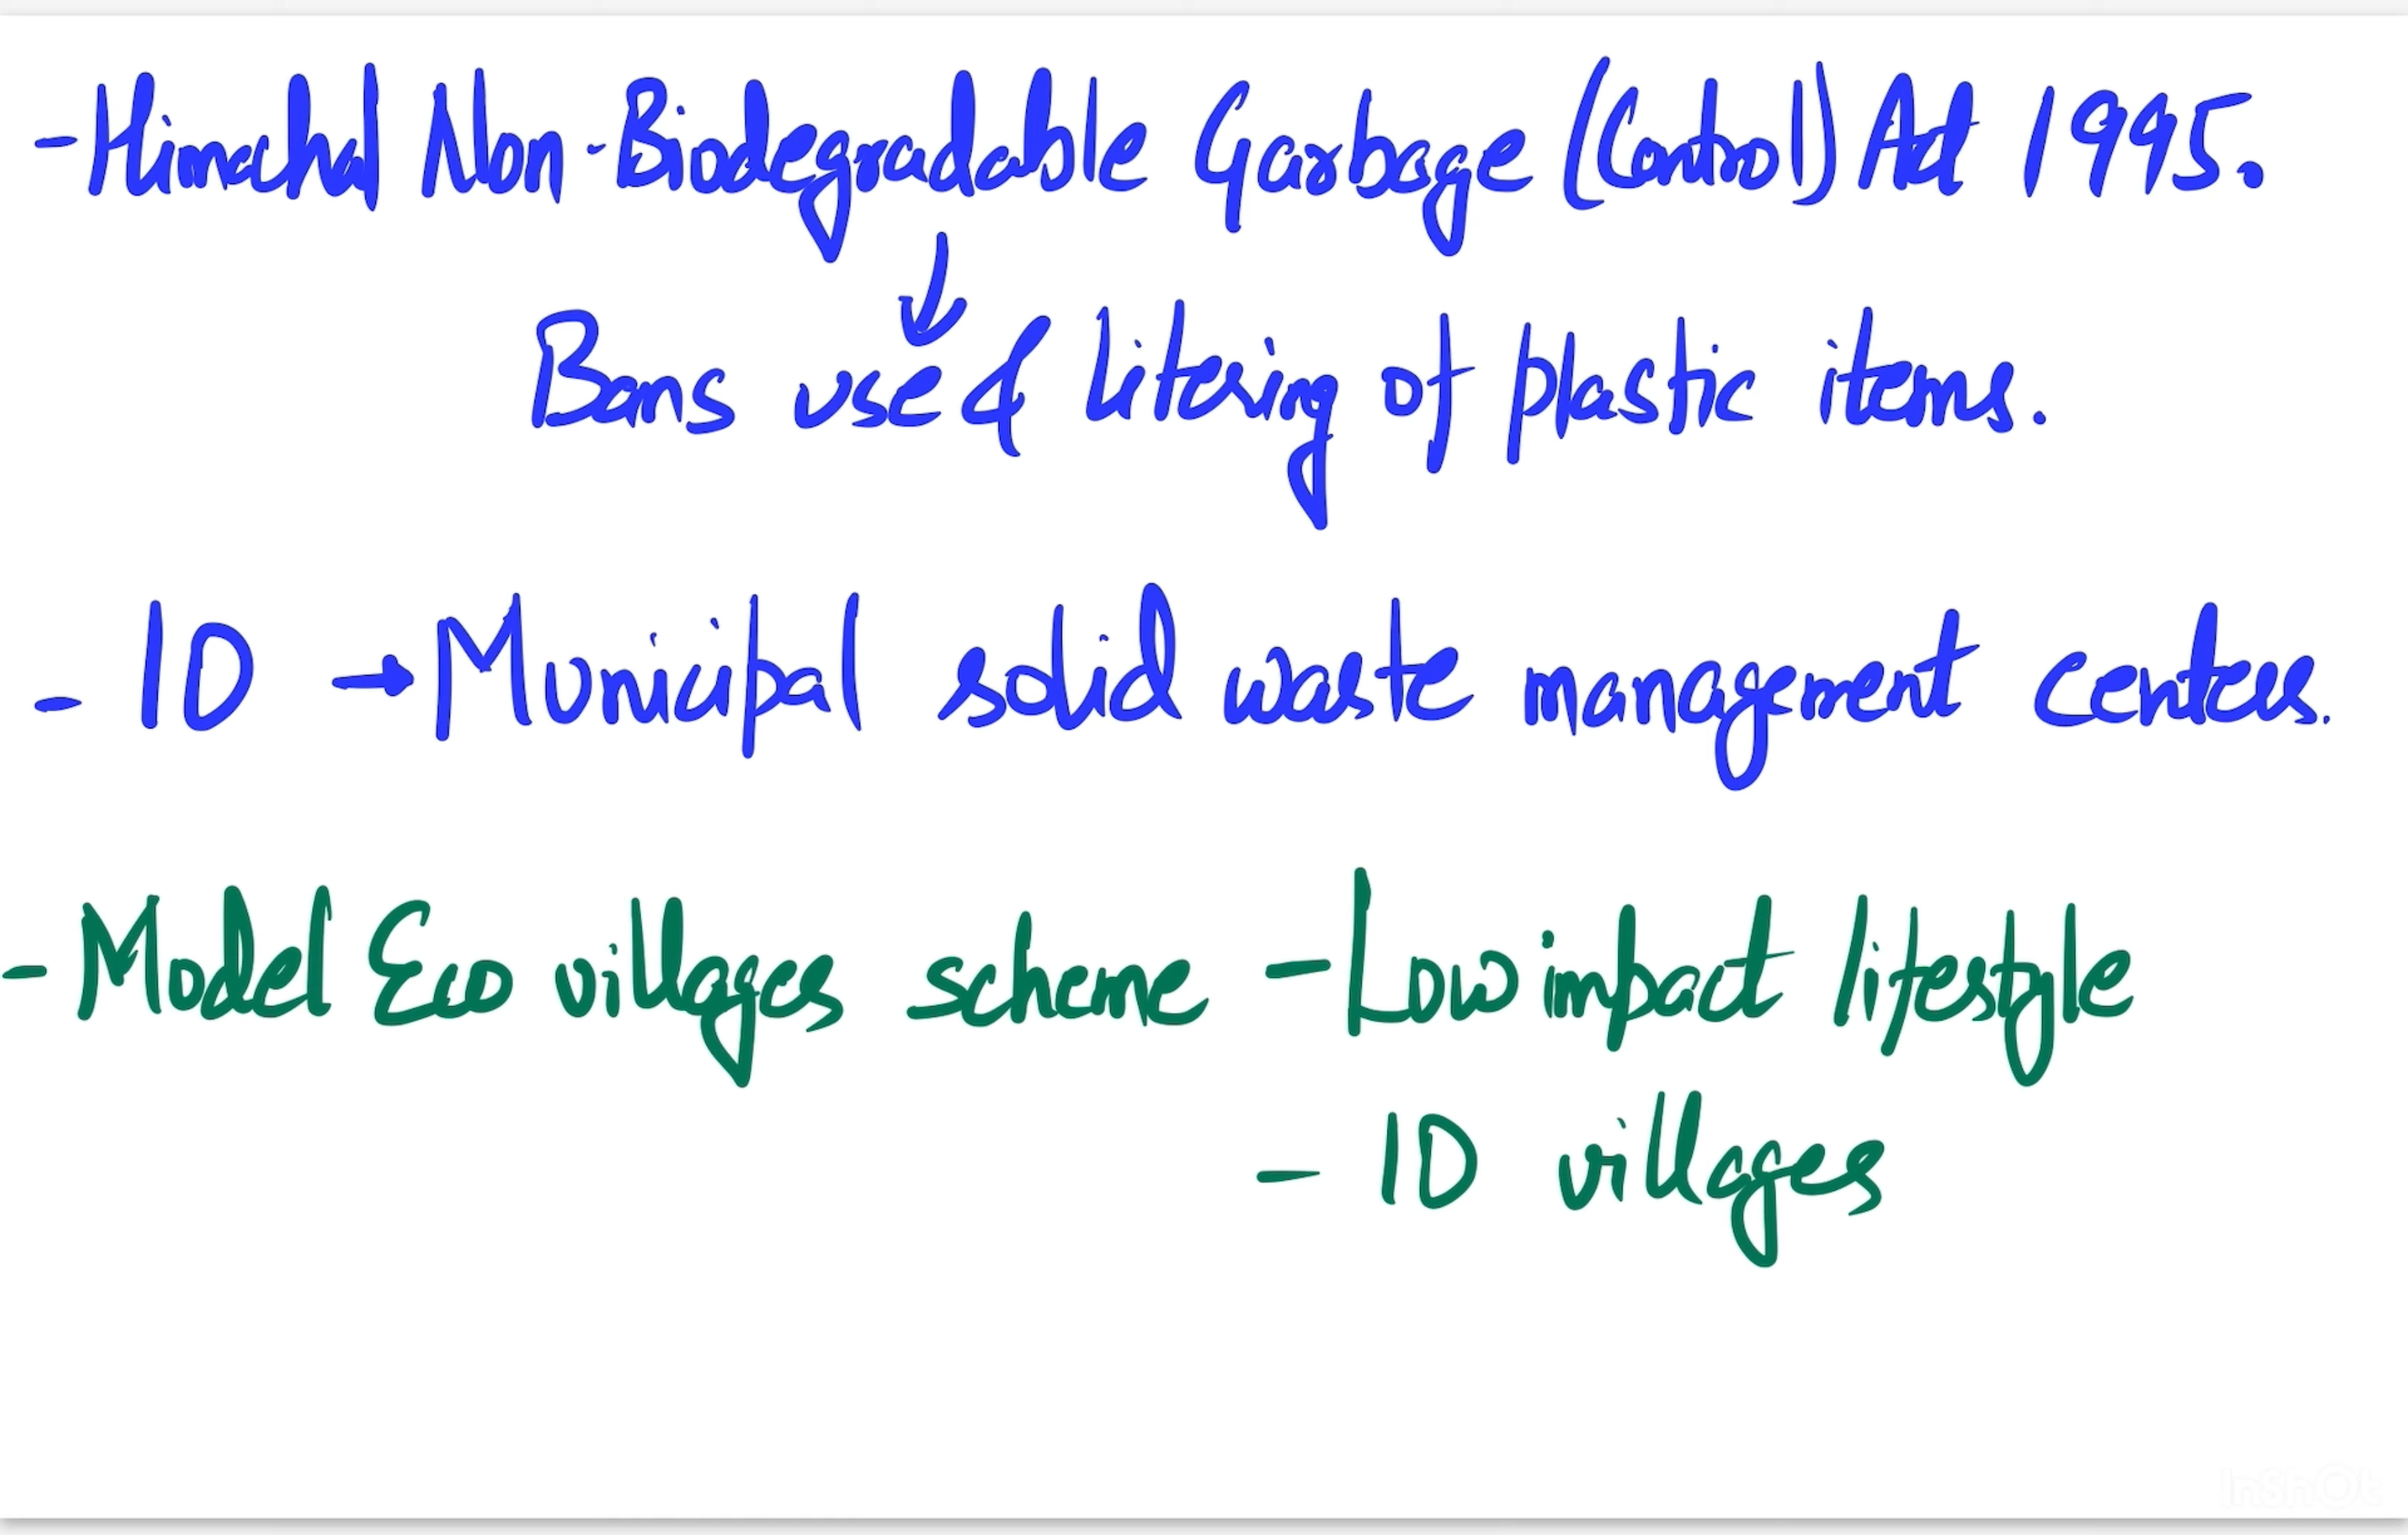 -Himachal Non-Biodegradable Garbage (Control) Act 1995.
Bans use & litering of plastic items.
- 10 → Municipal solid waste management centers.
- Model Eco villages scheme - Low impact lifestyle
- 10 villages
InShOt